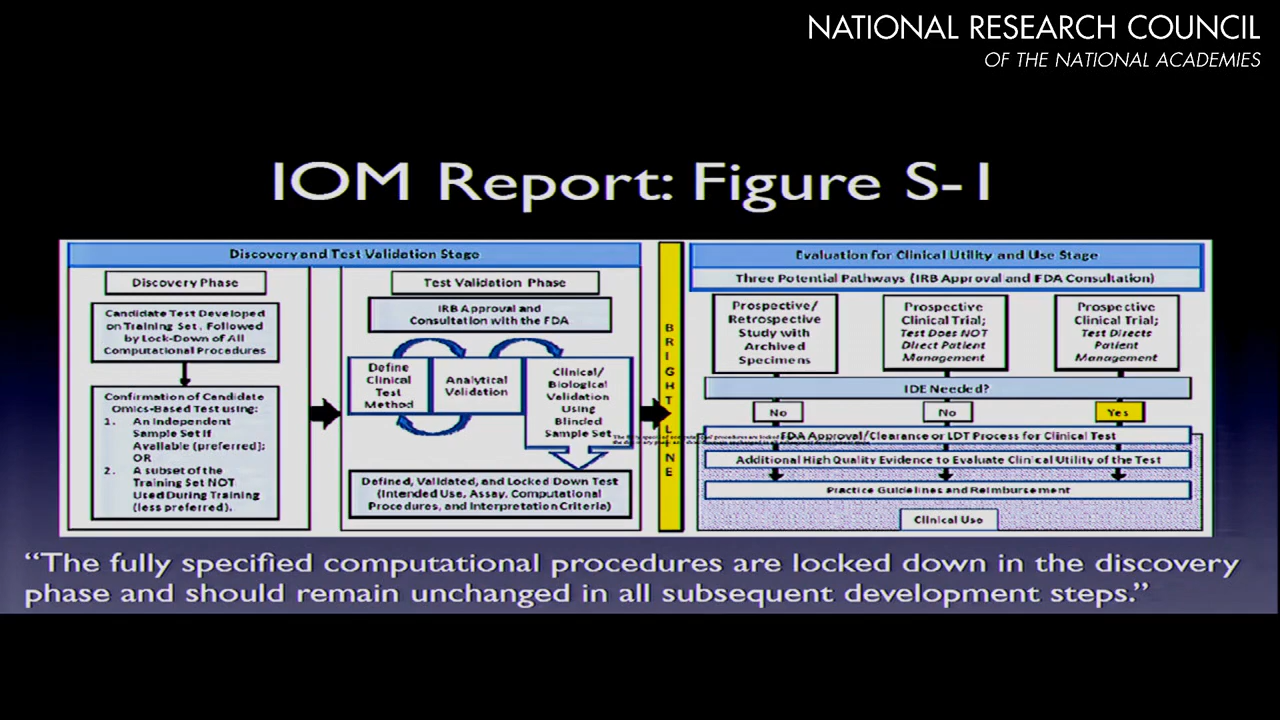 NATIONAL RESEARCH COUNCIL
OF THE NATIONAL ACADEMIES
IOM Report: Figure S-1
Discovery and Test Validation Stage
Discovery Phase
Candidate Test Developed
on Training Set, Followed
by Lock-Down of All
Computational Procedures
Confirmation of Candidate
Omics-Based Test using:
1. An Independent
Sample Set If
Available (preferred);
OR
2. A subset of the
Training Set NOT
Used During Training
(less preferred).
Test Validation Phase
IRB Approval and
Consultation with the FDA
Define
Clinical
Test
Method
Analytical
Validation
Clinical/
Biological
Validation
Using
Blinded
Sample Set
Defined, Validated, and Locked Down Test
(Intended Use, Assay, Computational
Procedures, and Interpretation Criteria)
BRIGHT LINE
Evaluation for Clinical Utility and Use Stage
Three Potential Pathways (IRB Approval and FDA Consultation)
Prospective/
Retrospective
Study with
Archived
Specimens
Prospective
Clinical Trial;
Test Does NOT
Direct Patient
Management
Prospective
Clinical Trial;
Test Directs
Patient
Management
IDE Needed?
No
No
Yes
FDA Approval/Clearance or LDT Process for Clinical Test
Additional High Quality Evidence to Evaluate Clinical Utility of the Test
Practice Guidelines and Reimbursement
Clinical Use
“The fully specified computational procedures are locked down in the discovery
phase and should remain unchanged in all subsequent development steps.”